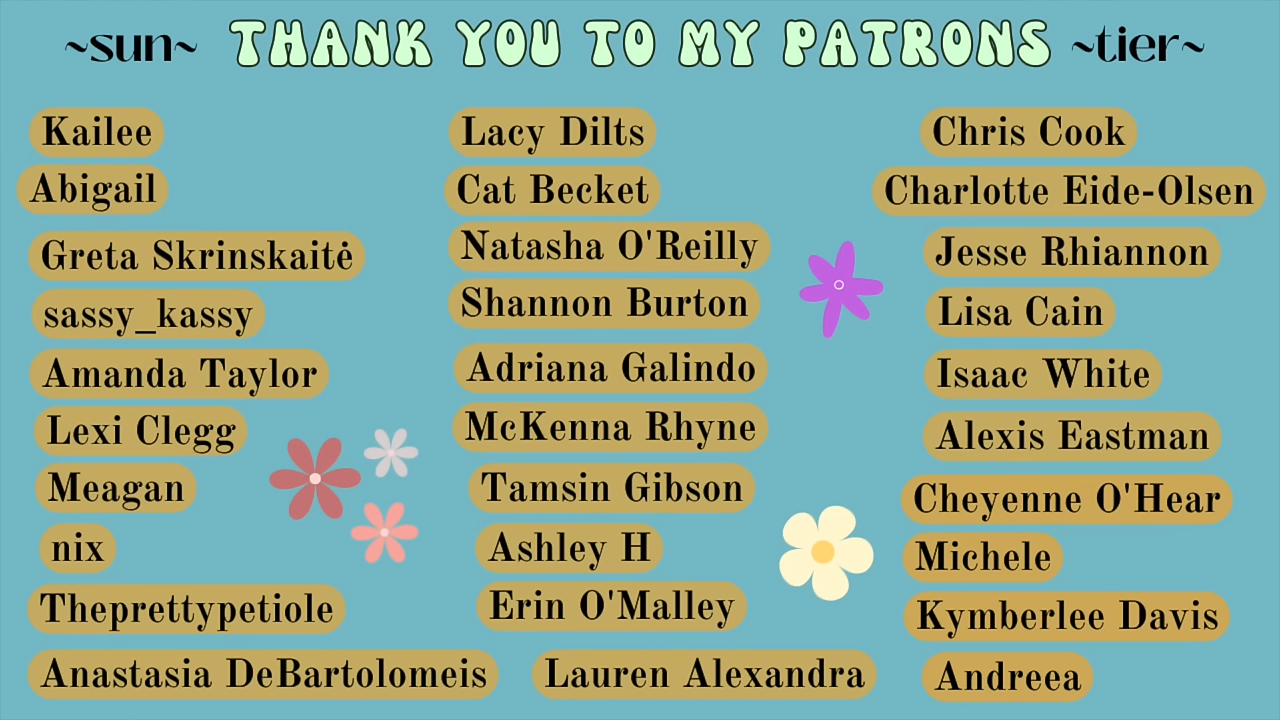 ~sun~ THANK YOU TO MY PATRONS ~tier~
Kailee
Abigail
Greta Skrinskaitė
sassy_kassy
Amanda Taylor
Lexi Clegg
Meagan
nix
Theprettypetiole
Anastasia DeBartolomeis
Lacy Dilts
Cat Becket
Natasha O'Reilly
Shannon Burton
Adriana Galindo
McKenna Rhyne
Tamsin Gibson
Ashley H
Erin O'Malley
Lauren Alexandra
Chris Cook
Charlotte Eide-Olsen
Jesse Rhiannon
Lisa Cain
Isaac White
Alexis Eastman
Cheyenne O'Hear
Michele
Kymberlee Davis
Andreea